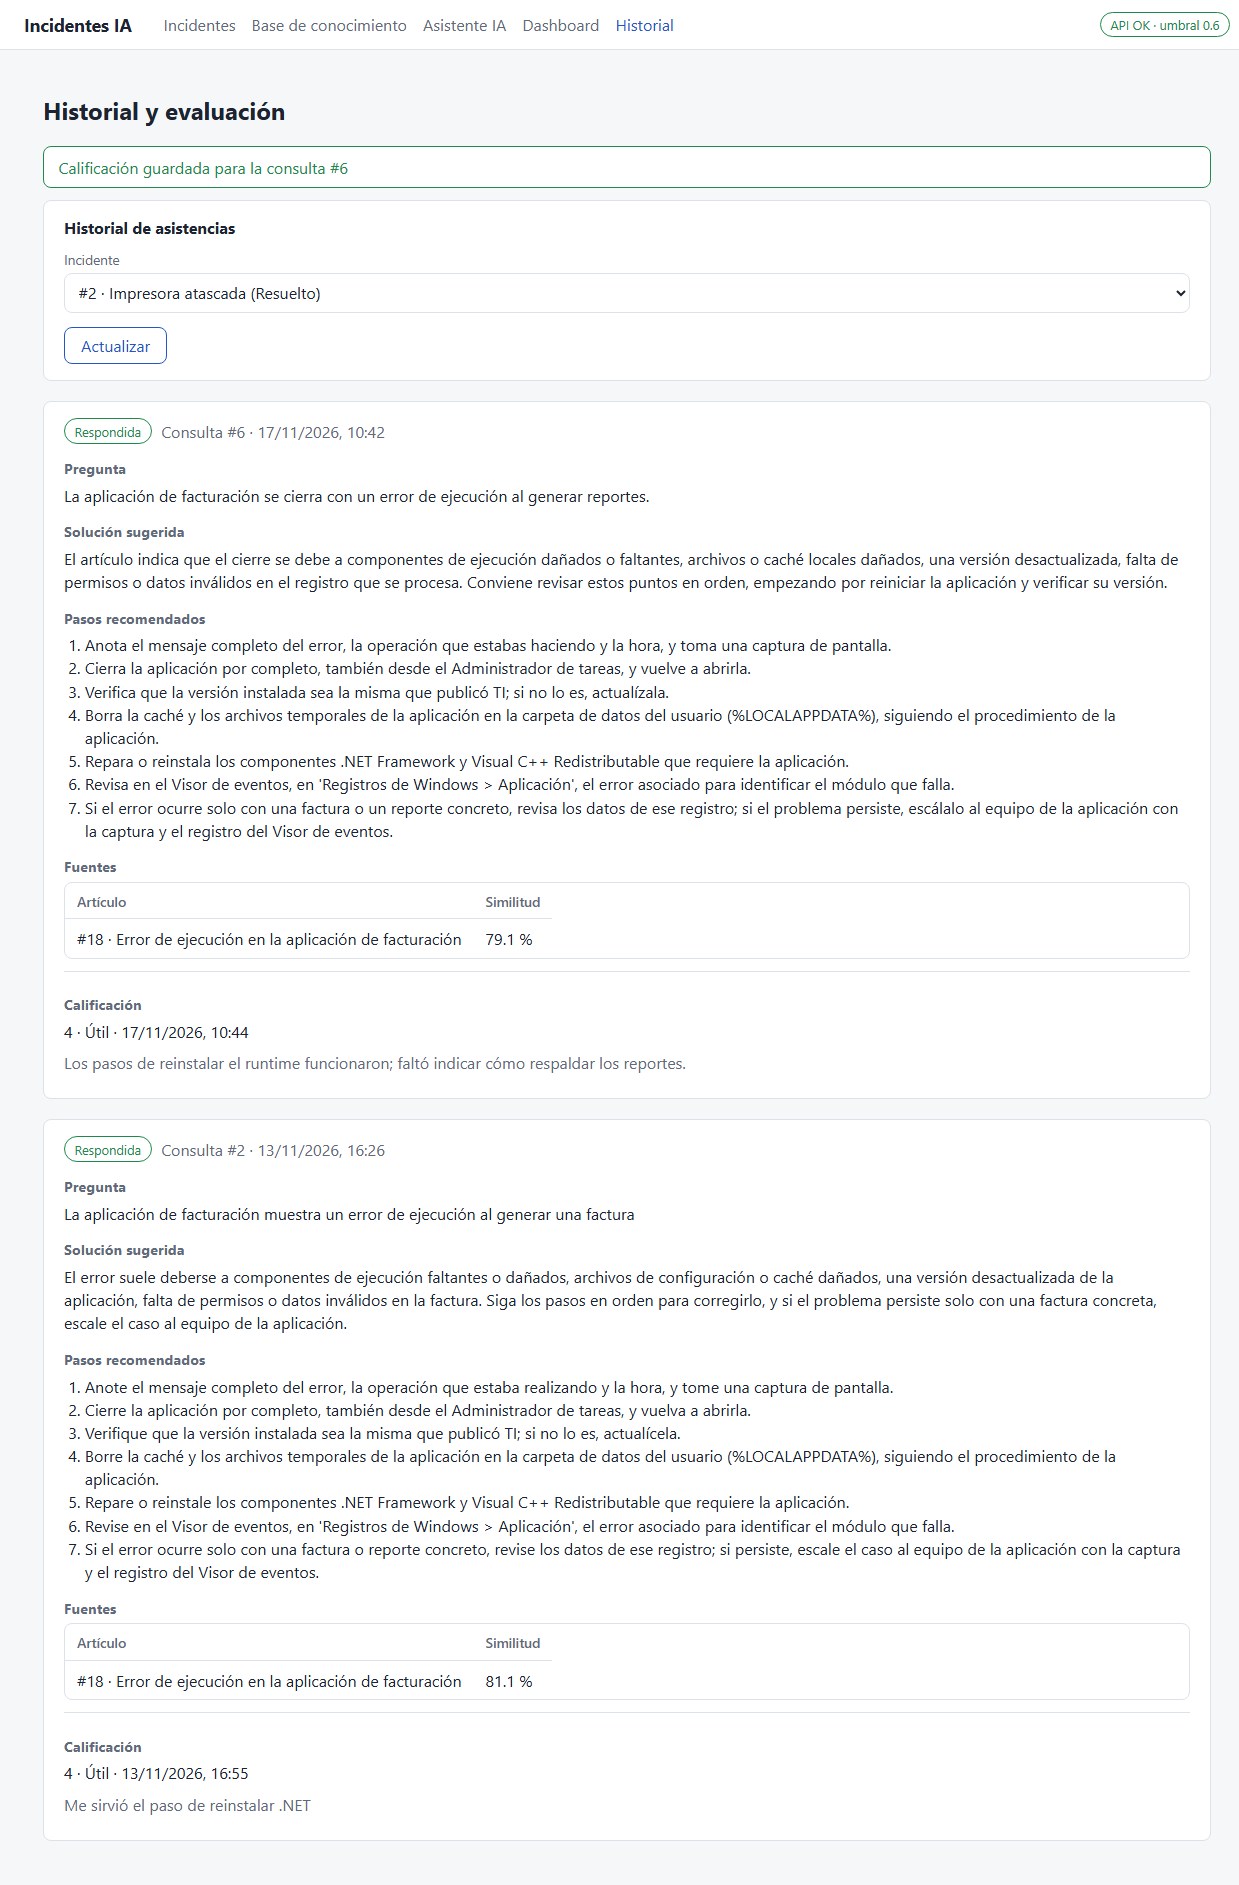 Incidentes IA
Incidentes
Base de conocimiento
Asistente IA
Dashboard
Historial
API OK · umbral 0.6
Historial y evaluación
Calificación guardada para la consulta #6
Historial de asistencias
Incidente
#2 · Impresora atascada (Resuelto)
Actualizar
Respondida
Consulta #6 · 17/11/2026, 10:42
Pregunta
La aplicación de facturación se cierra con un error de ejecución al generar reportes.
Solución sugerida
El artículo indica que el cierre se debe a componentes de ejecución dañados o faltantes, archivos o caché locales dañados, una versión desactualizada, falta de
permisos o datos inválidos en el registro que se procesa. Conviene revisar estos puntos en orden, empezando por reiniciar la aplicación y verificar su versión.
Pasos recomendados
1. Anota el mensaje completo del error, la operación que estabas haciendo y la hora, y toma una captura de pantalla.
2. Cierra la aplicación por completo, también desde el Administrador de tareas, y vuelve a abrirla.
3. Verifica que la versión instalada sea la misma que publicó TI; si no lo es, actualízala.
4. Borra la caché y los archivos temporales de la aplicación en la carpeta de datos del usuario (%LOCALAPPDATA%), siguiendo el procedimiento de la
aplicación.
5. Repara o reinstala los componentes .NET Framework y Visual C++ Redistributable que requiere la aplicación.
6. Revisa en el Visor de eventos, en 'Registros de Windows > Aplicación', el error asociado para identificar el módulo que falla.
7. Si el error ocurre solo con una factura o un reporte concreto, revisa los datos de ese registro; si el problema persiste, escálalo al equipo de la aplicación con
la captura y el registro del Visor de eventos.
Fuentes
Artículo Similitud
#18 · Error de ejecución en la aplicación de facturación 79.1 %
Calificación
4 · Útil · 17/11/2026, 10:44
Los pasos de reinstalar el runtime funcionaron; faltó indicar cómo respaldar los reportes.
Respondida
Consulta #2 · 13/11/2026, 16:26
Pregunta
La aplicación de facturación muestra un error de ejecución al generar una factura
Solución sugerida
El error suele deberse a componentes de ejecución faltantes o dañados, archivos de configuración o caché dañados, una versión desactualizada de la
aplicación, falta de permisos o datos inválidos en la factura. Siga los pasos en orden para corregirlo, y si el problema persiste solo con una factura concreta,
escale el caso al equipo de la aplicación.
Pasos recomendados
1. Anote el mensaje completo del error, la operación que estaba realizando y la hora, y tome una captura de pantalla.
2. Cierre la aplicación por completo, también desde el Administrador de tareas, y vuelva a abrirla.
3. Verifique que la versión instalada sea la misma que publicó TI; si no lo es, actualícela.
4. Borre la caché y los archivos temporales de la aplicación en la carpeta de datos del usuario (%LOCALAPPDATA%), siguiendo el procedimiento de la
aplicación.
5. Repare o reinstale los componentes .NET Framework y Visual C++ Redistributable que requiere la aplicación.
6. Revise en el Visor de eventos, en 'Registros de Windows > Aplicación', el error asociado para identificar el módulo que falla.
7. Si el error ocurre solo con una factura o reporte concreto, revise los datos de ese registro; si persiste, escale el caso al equipo de la aplicación con la captura
y el registro del Visor de eventos.
Fuentes
Artículo Similitud
#18 · Error de ejecución en la aplicación de facturación 81.1 %
Calificación
4 · Útil · 13/11/2026, 16:55
Me sirvió el paso de reinstalar .NET